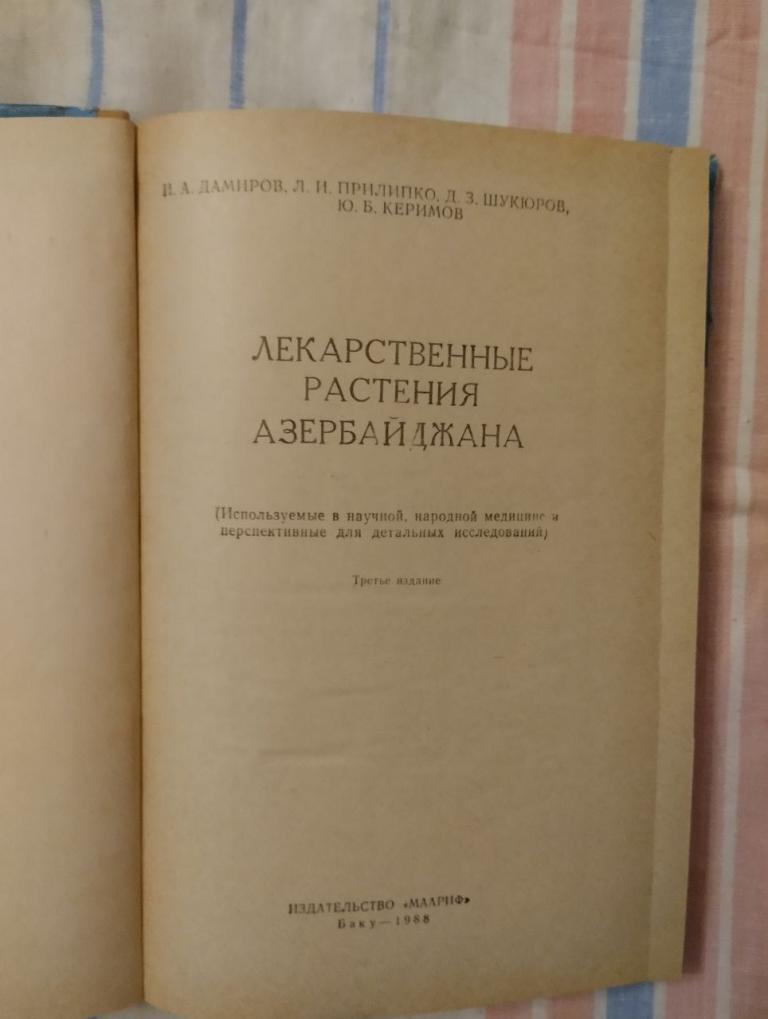 И. А. ДАМИРОВ, Л. И. ПРИЛИПКО, Д. З. ШУКЮРОВ,
Ю. Б. КЕРИМОВ
ЛЕКАРСТВЕННЫЕ
РАСТЕНИЯ
АЗЕРБАЙДЖАНА
(Используемые в научной, народной медицине и
перспективные для детальных исследований)
Третье издание
ИЗДАТЕЛЬСТВО «МААРИФ»
Баку—1988